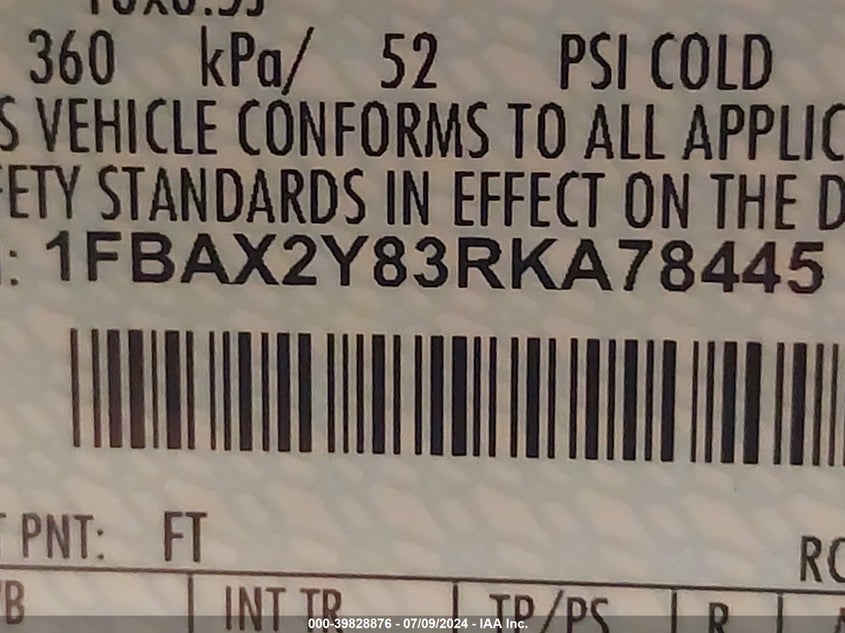 360 kPa/ 52 PSI COLD
S VEHICLE CONFORMS TO ALL APPLIC
FETY STANDARDS IN EFFECT ON THE D
: 1FBAX2Y83RKA78445
T PNT: FT
RC
/B INT TR TP/PS R
000-39828876 - 07/09/2024 - IAA Inc.